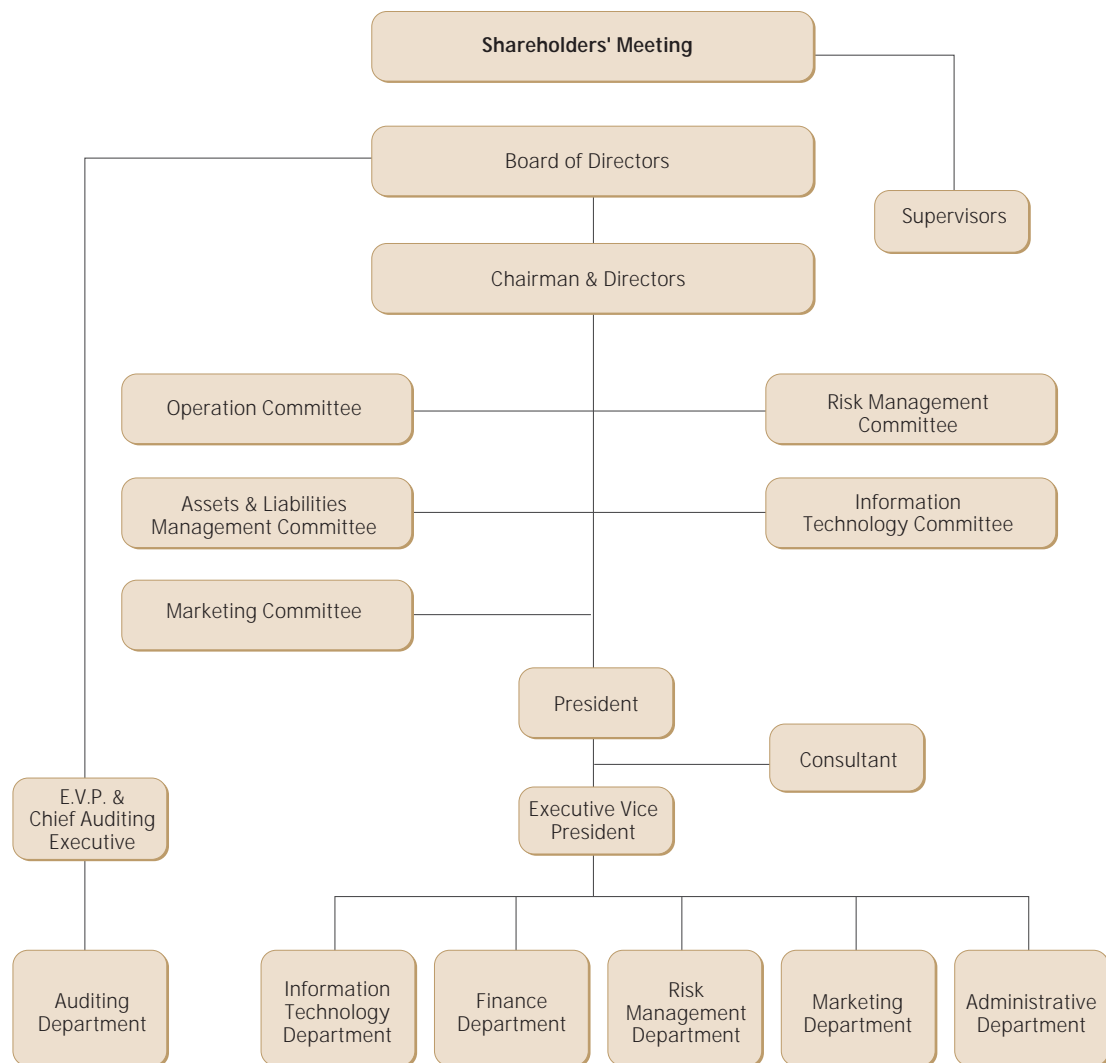 Shareholders' Meeting
Board of Directors
Supervisors
Chairman & Directors
Operation Committee
Risk Management
Committee
Assets & Liabilities
Management Committee
Information
Technology Committee
Marketing Committee
President
Consultant
E.V.P. &
Chief Auditing
Executive
Executive Vice
President
Auditing
Department
Information
Technology
Department
Finance
Department
Risk
Management
Department
Marketing
Department
Administrative
Department